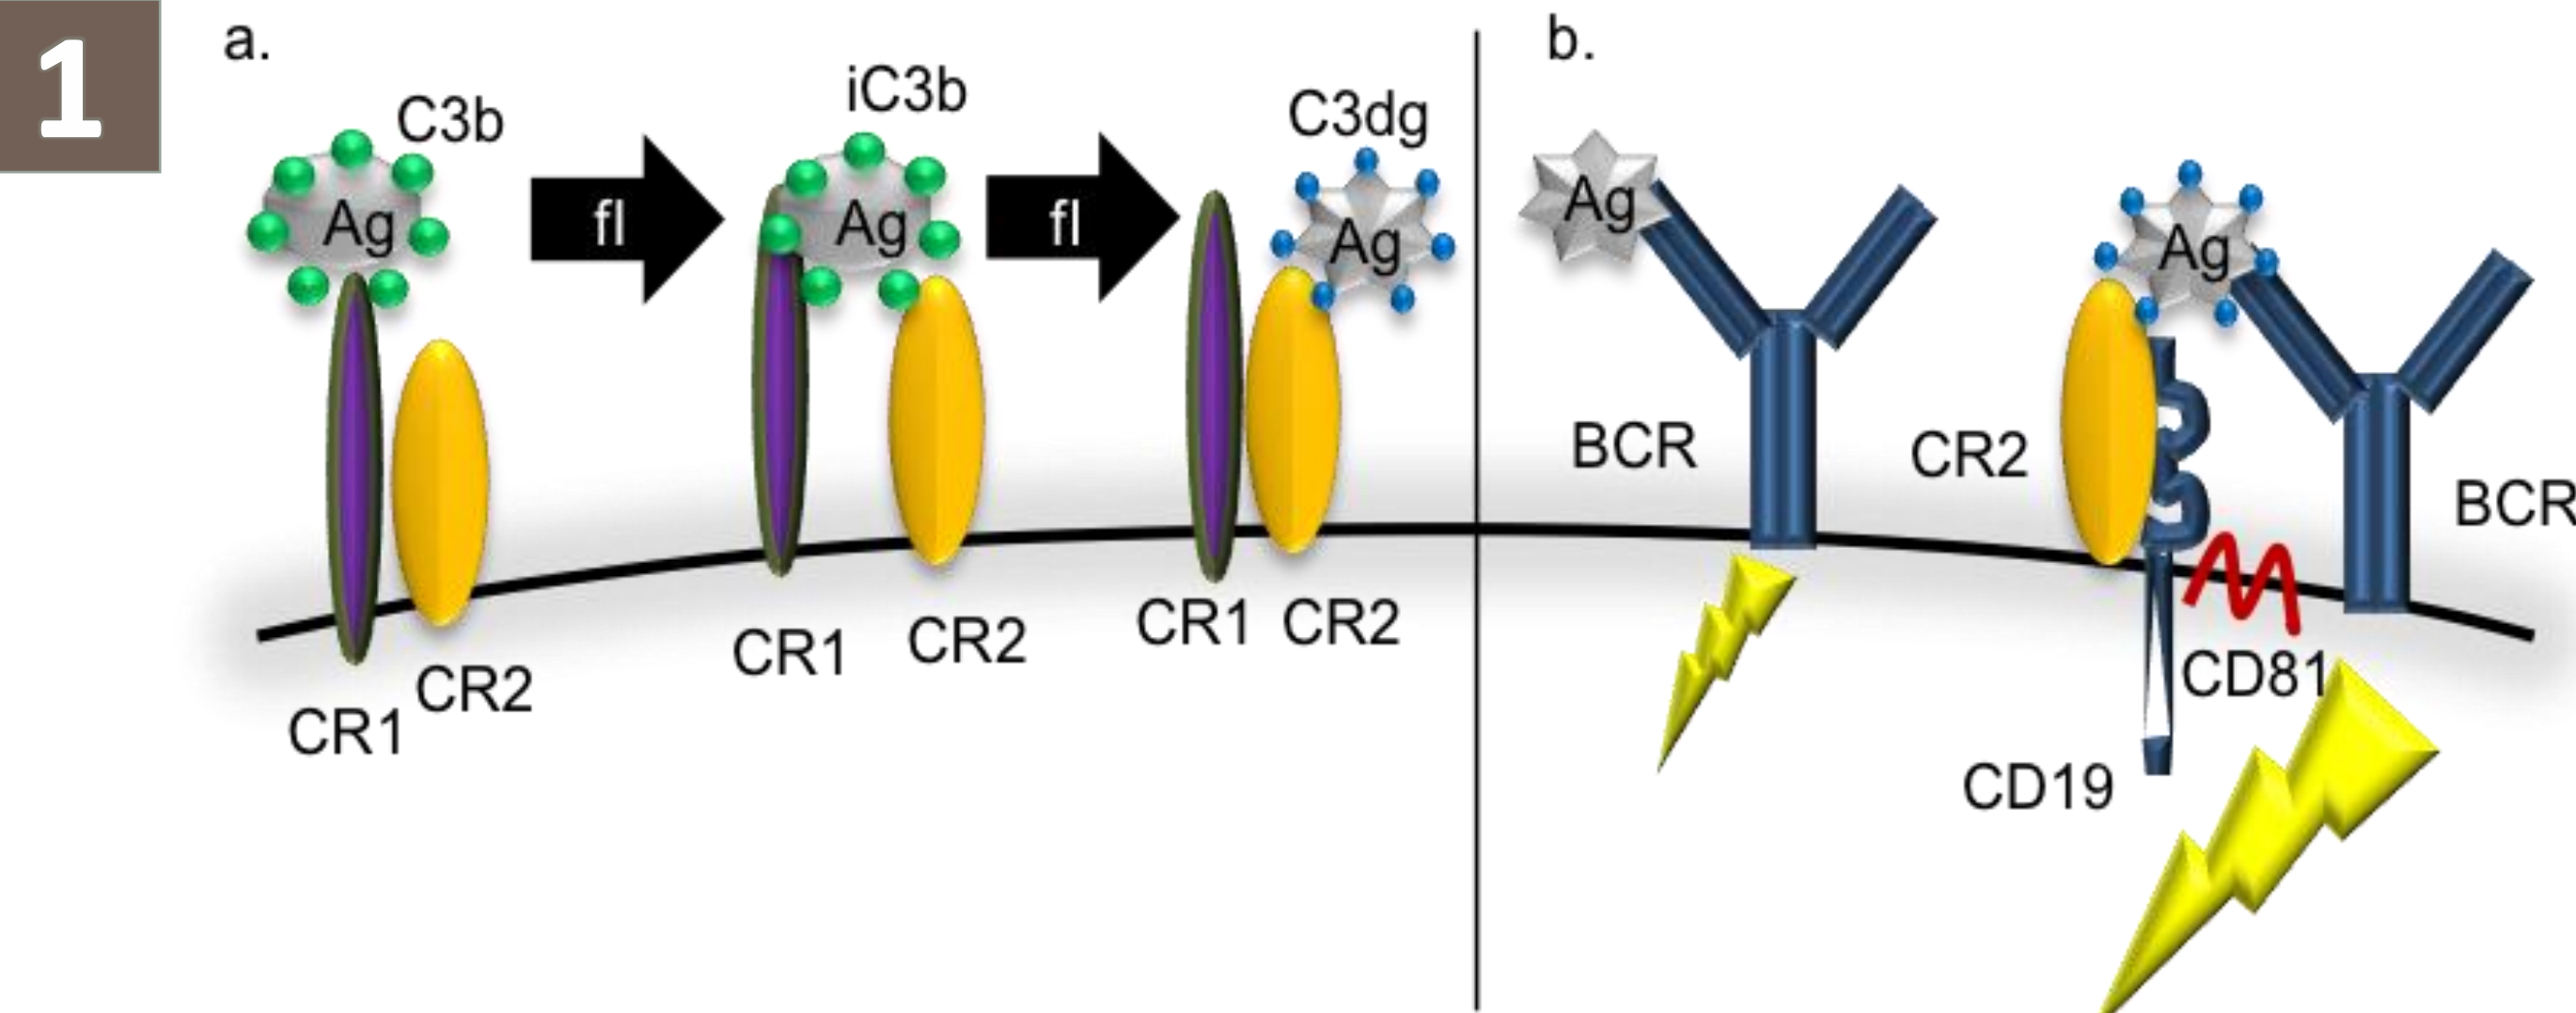 1
a.
C3b
Ag
fI
iC3b
Ag
fI
C3dg
Ag
CR1
CR2
CR1
CR2
CR1
CR2
b.
Ag
BCR
CR2
Ag
BCR
CD81
CD19